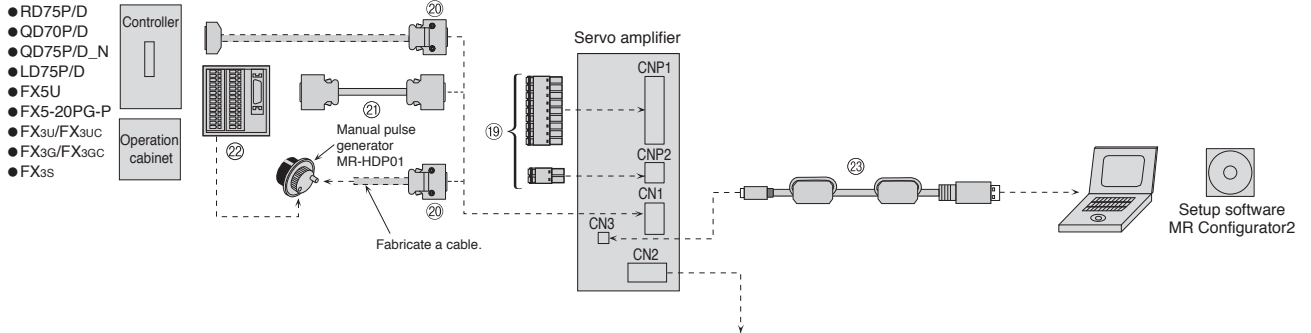 ● RD75P/D
● QD70P/D
● QD75P/D_N
● LD75P/D
● FX5U
● FX5-20PG-P
● FX3U/FX3UC
● FX3G/FX3GC
● FX3S
Controller
Operation
cabinet
⑳
㉑
㉒
Manual pulse
generator
MR-HDP01
⑳
Fabricate a cable.
⑲
Servo amplifier
CNP1
CNP2
CN1
CN3
CN2
㉓
Setup software
MR Configurator2